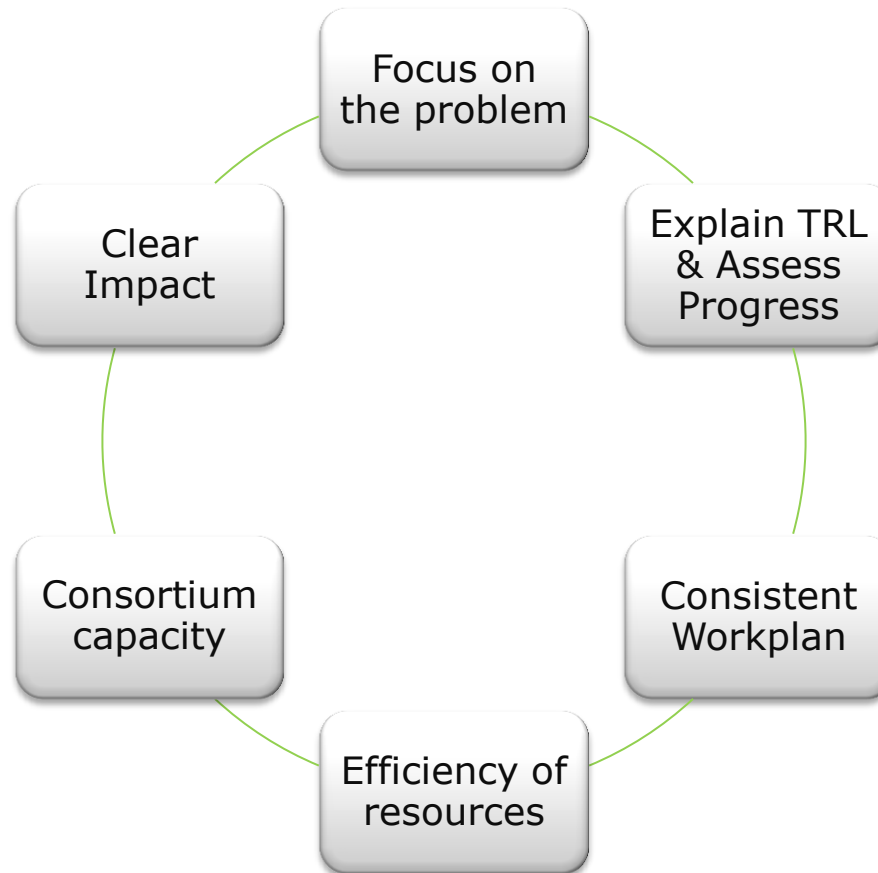 Focus on
the problem
Explain TRL
& Assess
Progress
Consistent
Workplan
Efficiency of
resources
Consortium
capacity
Clear
Impact